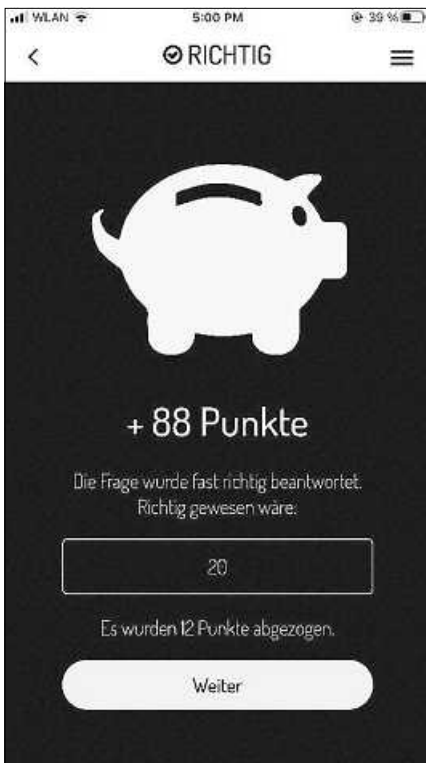 WLAN 5:00 PM 39 %
RICHTIG
+ 88 Punkte
Die Frage wurde fast richtig beantwortet.
Richtig gewesen wäre:
20
Es wurden 12 Punkte abgezogen.
Weiter